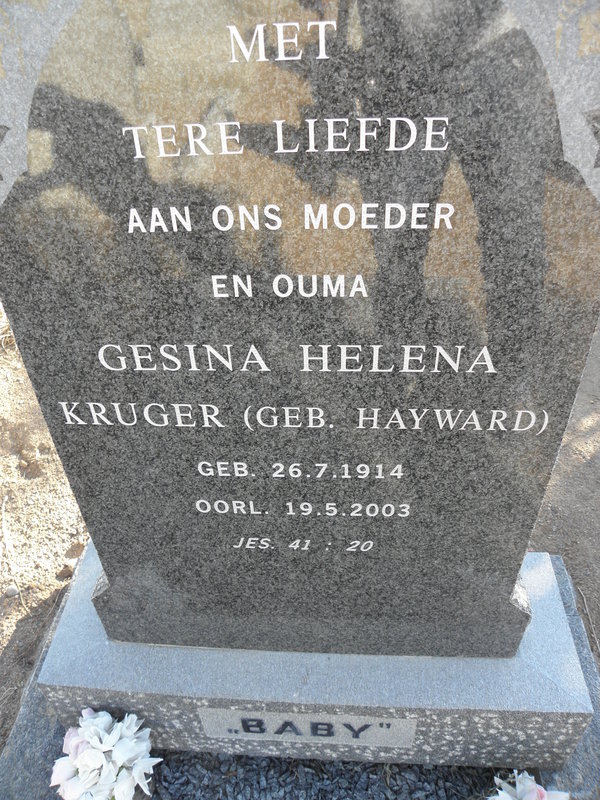 MET
TERE LIEFDE
AAN ONS MOEDER
EN OUMA
GESINA HELENA
KRUGER (GEB. HAYWARD)
GEB. 26.7.1914
OORL. 19.5.2003
JES. 41 : 20
„BABY"